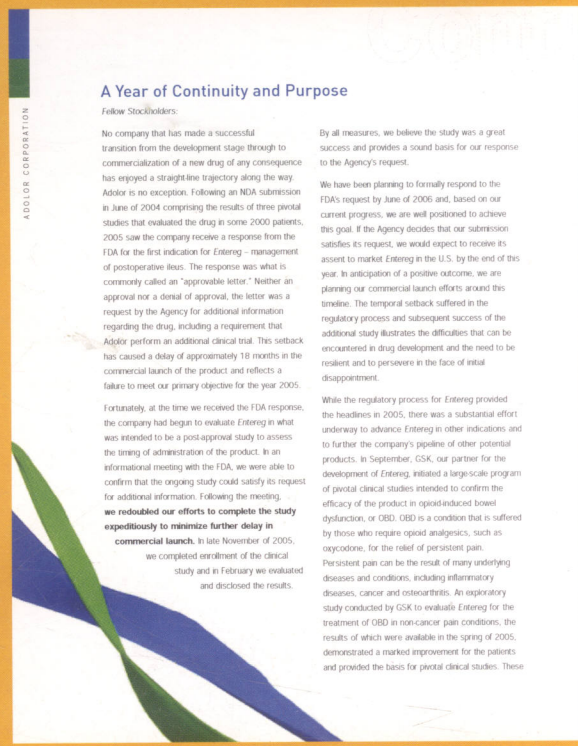 ADOLOR CORPORATION
A Year of Continuity and Purpose
Fellow Stockholders:
No company that has made a successful
transition from the development stage through to
commercialization of a new drug of any consequence
has enjoyed a straight-line trajectory along the way.
Adolor is no exception. Following an NDA submission
in June of 2004 comprising the results of three pivotal
studies that evaluated the drug in some 2000 patients,
2005 saw the company receive a response from the
FDA for the first indication for Entereg – management
of postoperative ileus. The response was what is
commonly called an "approvable letter." Neither an
approval nor a denial of approval, the letter was a
request by the Agency for additional information
regarding the drug, including a requirement that
Adolor perform an additional clinical trial. This setback
has caused a delay of approximately 18 months in the
commercial launch of the product and reflects a
failure to meet our primary objective for the year 2005.
Fortunately, at the time we received the FDA response,
the company had begun to evaluate Entereg in what
was intended to be a post-approval study to assess
the timing of administration of the product. In an
informational meeting with the FDA, we were able to
confirm that the ongoing study could satisfy its request
for additional information. Following the meeting,
we redoubled our efforts to complete the study
expeditiously to minimize further delay in
commercial launch. In late November of 2005,
we completed enrollment of the clinical
study and in February we evaluated
and disclosed the results.
By all measures, we believe the study was a great
success and provides a sound basis for our response
to the Agency's request.
We have been planning to formally respond to the
FDA's request by June of 2006 and, based on our
current progress, we are well positioned to achieve
this goal. If the Agency decides that our submission
satisfies its request, we would expect to receive its
assent to market Entereg in the U.S. by the end of this
year. In anticipation of a positive outcome, we are
planning our commercial launch efforts around this
timeline. The temporal setback suffered in the
regulatory process and subsequent success of the
additional study illustrates the difficulties that can be
encountered in drug development and the need to be
resilient and to persevere in the face of initial
disappointment.
While the regulatory process for Entereg provided
the headlines in 2005, there was a substantial effort
underway to advance Entereg in other indications and
to further the company's pipeline of other potential
products. In September, GSK, our partner for the
development of Entereg, initiated a large-scale program
of pivotal clinical studies intended to confirm the
efficacy of the product in opioid-induced bowel
dysfunction, or OBD. OBD is a condition that is suffered
by those who require opioid analgesics, such as
oxycodone, for the relief of persistent pain.
Persistent pain can be the result of many underlying
diseases and conditions, including inflammatory
diseases, cancer and osteoarthritis. An exploratory
study conducted by GSK to evaluate Entereg for the
treatment of OBD in non-cancer pain conditions, the
results of which were available in the spring of 2005,
demonstrated a marked improvement for the patients
and provided the basis for pivotal clinical studies. These